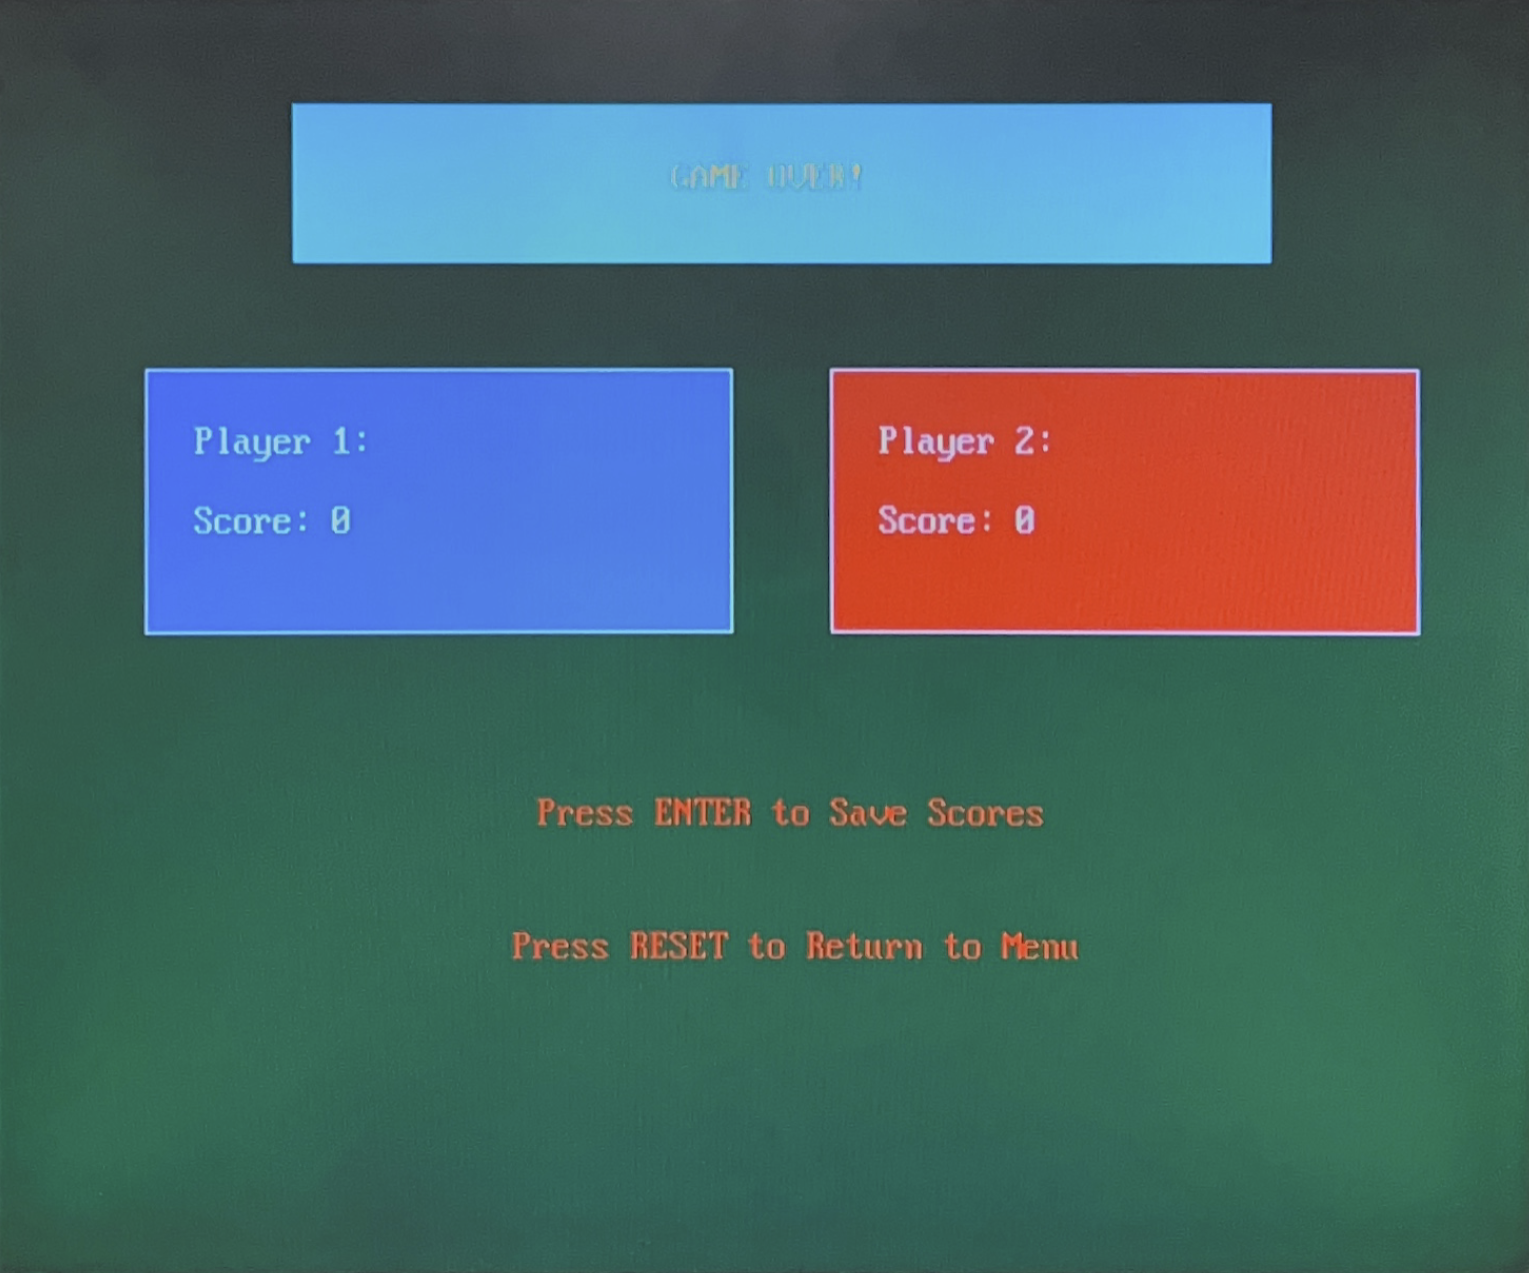 GAME OVER!
Player 1:
Score: 0
Player 2:
Score: 0
Press ENTER to Save Scores
Press RESET to Return to Menu